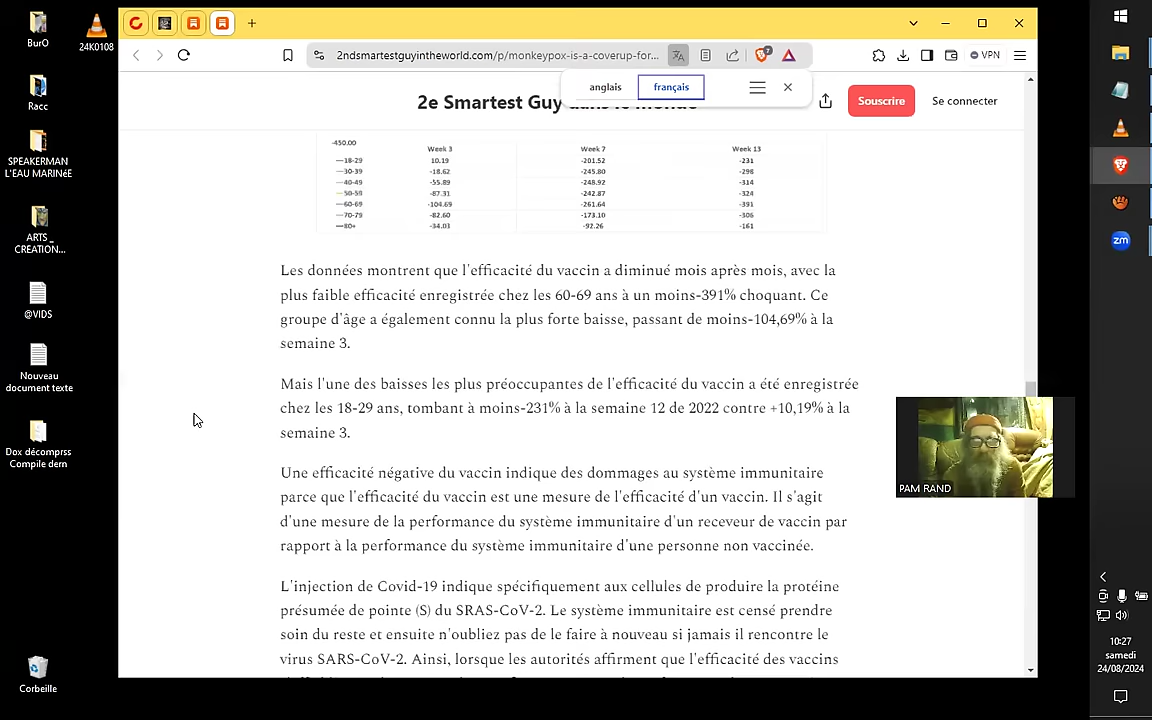 BurO
24K0108
Racc
SPEAKERMAN
L'EAU MARINéE
ARTS _
CREATION...
@VIDS
Nouveau
document texte
Dox décomprss
Compile dern
Corbeille
2ndsmartestguyintheworld.com/p/monkeypox-is-a-coverup-for...
VPN
anglais
français
2e Smartest Guy dans le monde
Souscrire
Se connecter
-450.00
Week 3 Week 7 Week 13
18-29 10.19 -201.52 -231
30-39 -18.62 -245.80 -298
40-49 -55.89 -248.92 -314
50-59 -87.31 -242.87 -324
60-69 -104.69 -261.64 -391
70-79 -82.60 -173.10 -306
80+ -34.03 -92.26 -161
Les données montrent que l'efficacité du vaccin a diminué mois après mois, avec la
plus faible efficacité enregistrée chez les 60-69 ans à un moins-391% choquant. Ce
groupe d'âge a également connu la plus forte baisse, passant de moins-104,69% à la
semaine 3.
Mais l'une des baisses les plus préoccupantes de l'efficacité du vaccin a été enregistrée
chez les 18-29 ans, tombant à moins-231% à la semaine 12 de 2022 contre +10,19% à la
semaine 3.
Une efficacité négative du vaccin indique des dommages au système immunitaire
parce que l'efficacité du vaccin est une mesure de l'efficacité d'un vaccin. Il s'agit
d'une mesure de la performance du système immunitaire d'un receveur de vaccin par
rapport à la performance du système immunitaire d'une personne non vaccinée.
L'injection de Covid-19 indique spécifiquement aux cellules de produire la protéine
présumée de pointe (S) du SRAS-CoV-2. Le système immunitaire est censé prendre
soin du reste et ensuite n'oubliez pas de le faire à nouveau si jamais il rencontre le
virus SARS-CoV-2. Ainsi, lorsque les autorités affirment que l'efficacité des vaccins
PAM RAND
zm
10:27
samedi
24/08/2024